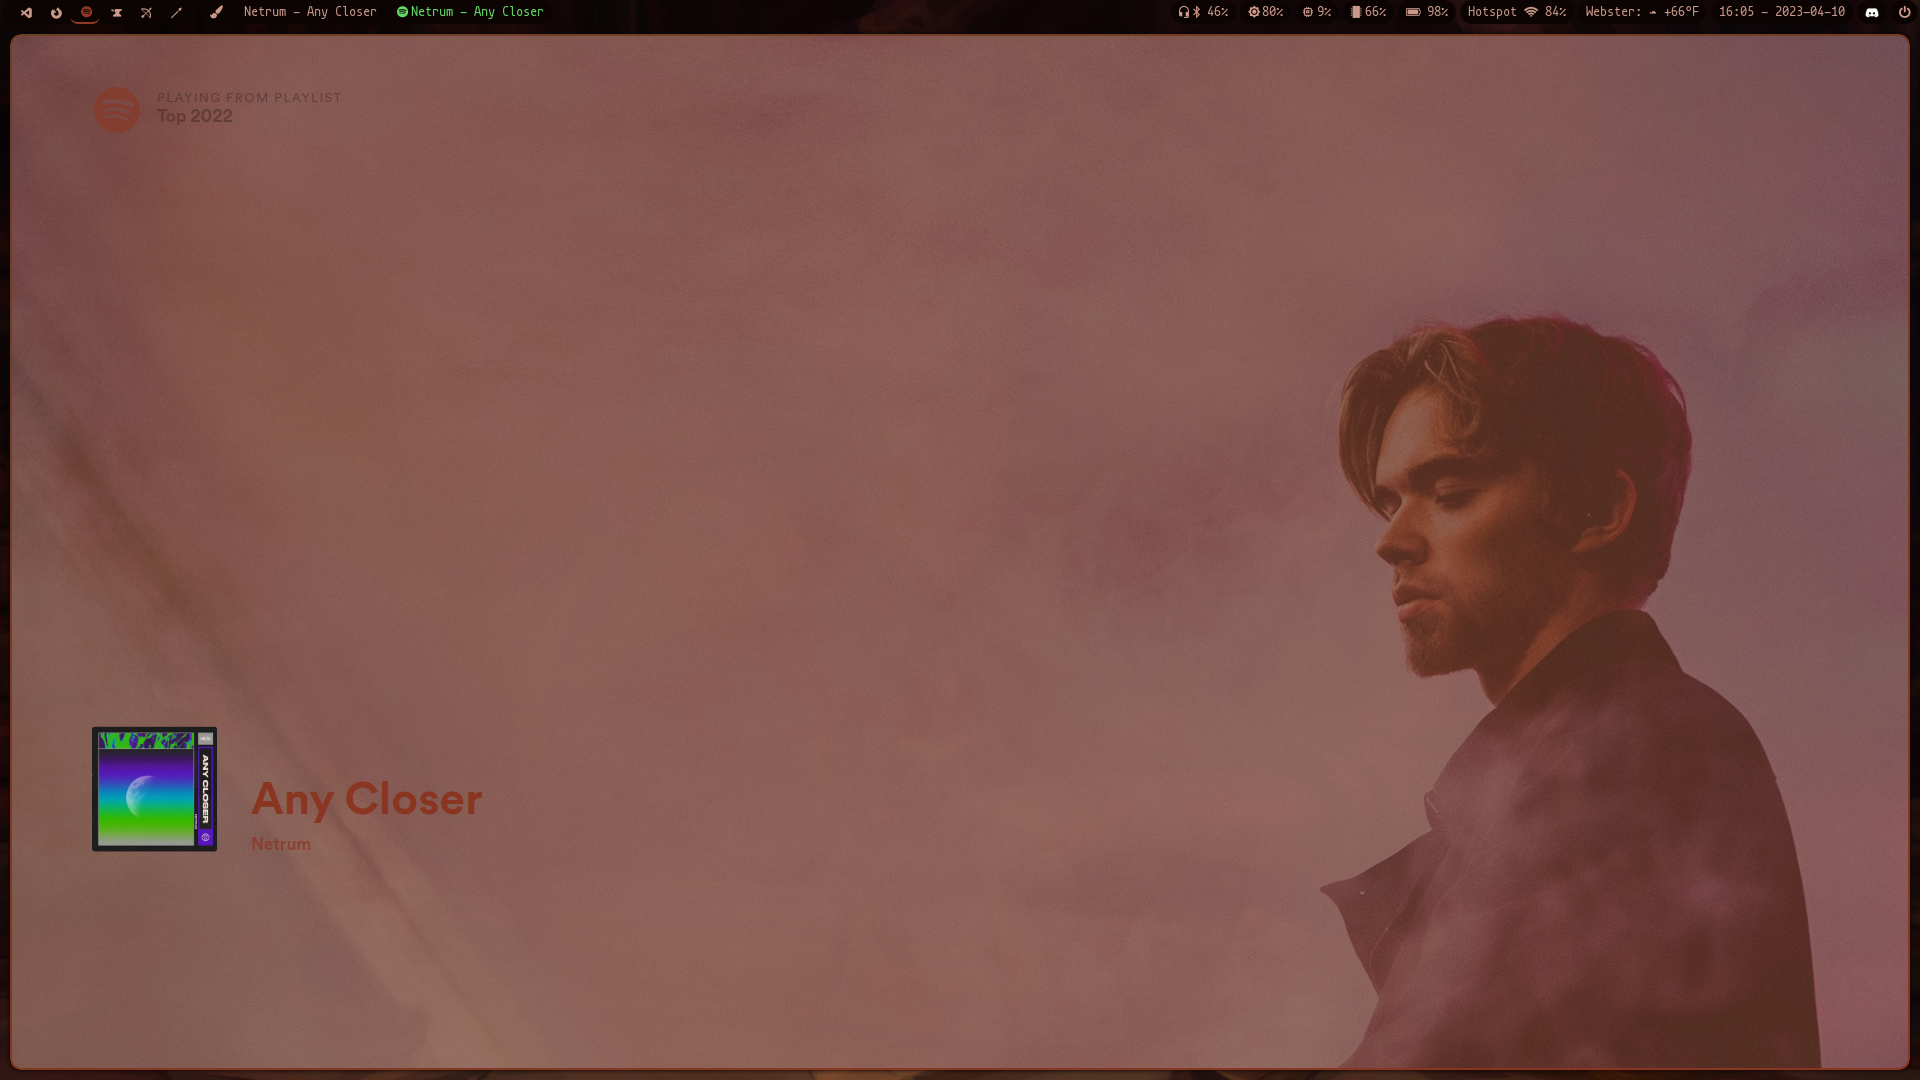 Netrum – Any Closer
Netrum – Any Closer
46%
80%
9%
66%
98%
Hotspot 84%
Webster: +66°F
16:05 – 2023–04–10
PLAYING FROM PLAYLIST
Top 2022
ANY CLOSER
Any Closer
Netrum